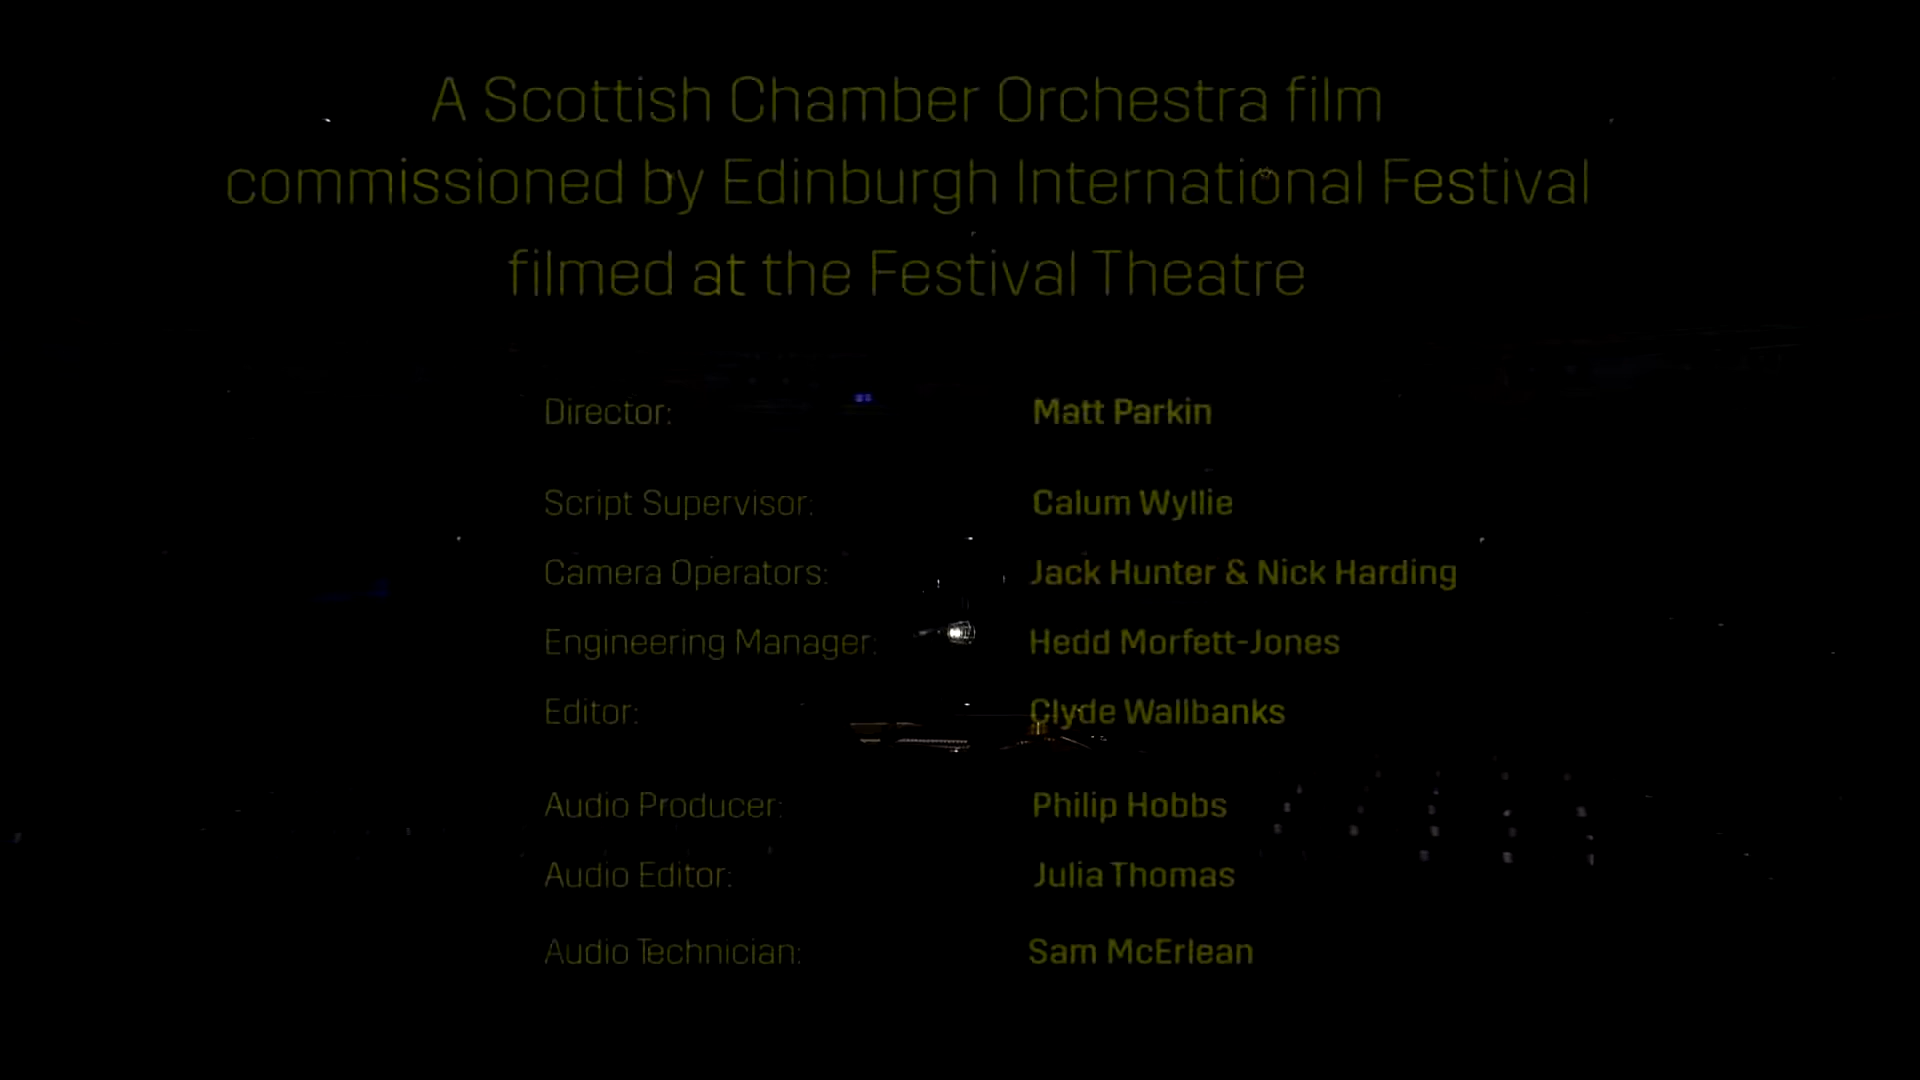 A Scottish Chamber Orchestra film
commissioned by Edinburgh International Festival
filmed at the Festival Theatre
Director: Matt Parkin
Script Supervisor: Calum Wyllie
Camera Operators: Jack Hunter & Nick Harding
Engineering Manager: Hedd Morfett-Jones
Editor: Clyde Wallbanks
Audio Producer: Philip Hobbs
Audio Editor: Julia Thomas
Audio Technician: Sam McErlean